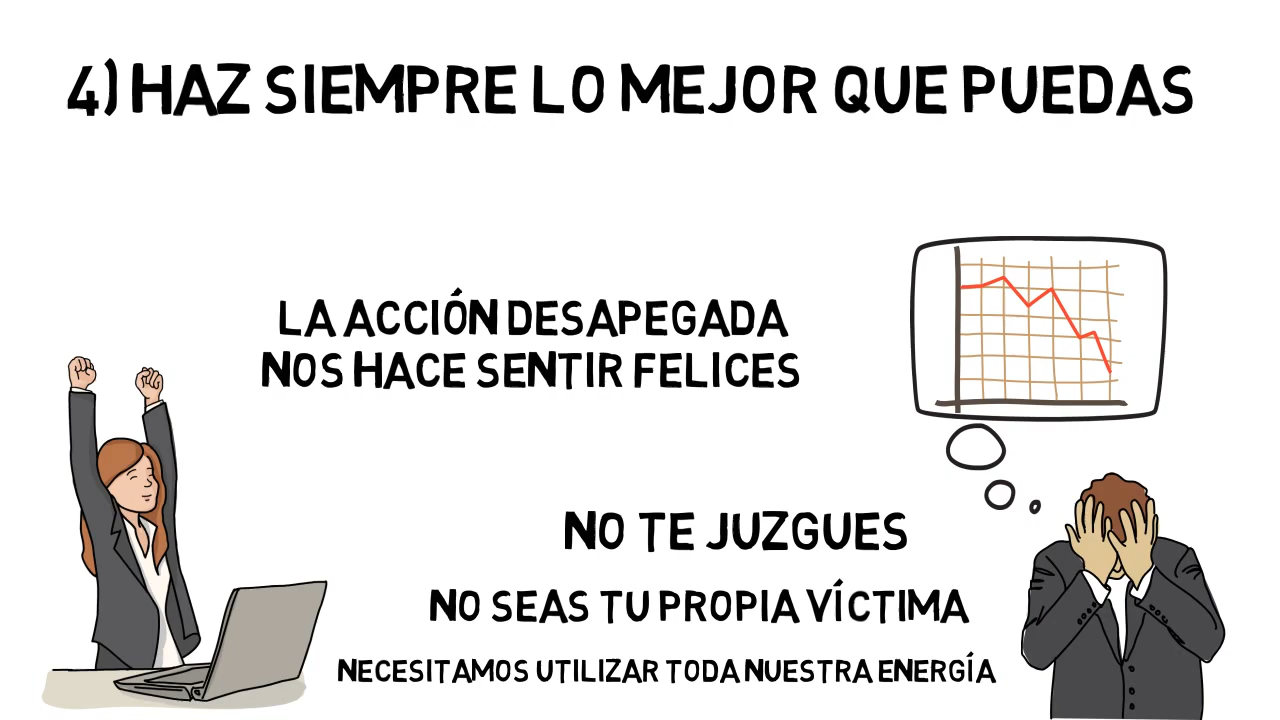 4) HAZ SIEMPRE LO MEJOR QUE PUEDAS
LA ACCIÓN DESAPEGADA
NOS HACE SENTIR FELICES
NO TE JUZGUES
NO SEAS TU PROPIA VÍCTIMA
NECESITAMOS UTILIZAR TODA NUESTRA ENERGÍA